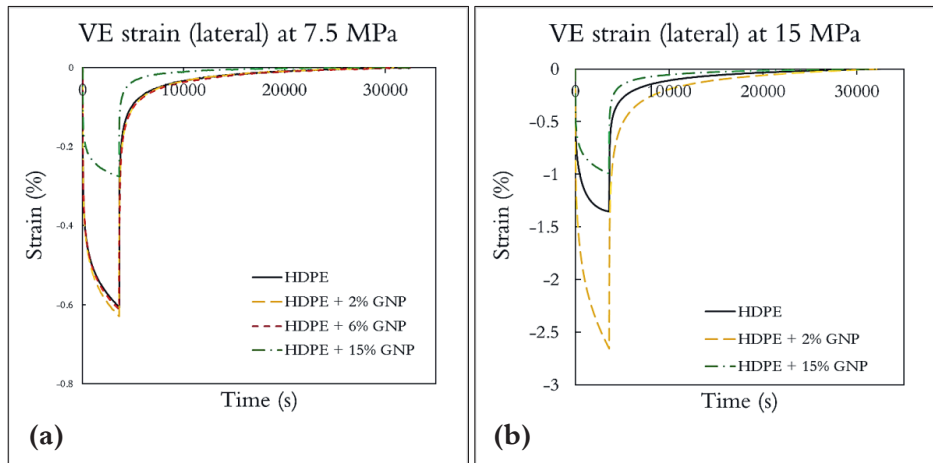 VE strain (lateral) at 7.5 MPa
0
0 10000 20000 30000
-0.2
-0.4
-0.6
-0.8
Strain (%)
HDPE
HDPE + 2% GNP
HDPE + 6% GNP
HDPE + 15% GNP
Time (s)
(a)
VE strain (lateral) at 15 MPa
0
0 10000 20000 30000
−0.5
−1
−1.5
−2
−2.5
−3
Strain (%)
HDPE
HDPE + 2% GNP
HDPE + 15% GNP
Time (s)
(b)